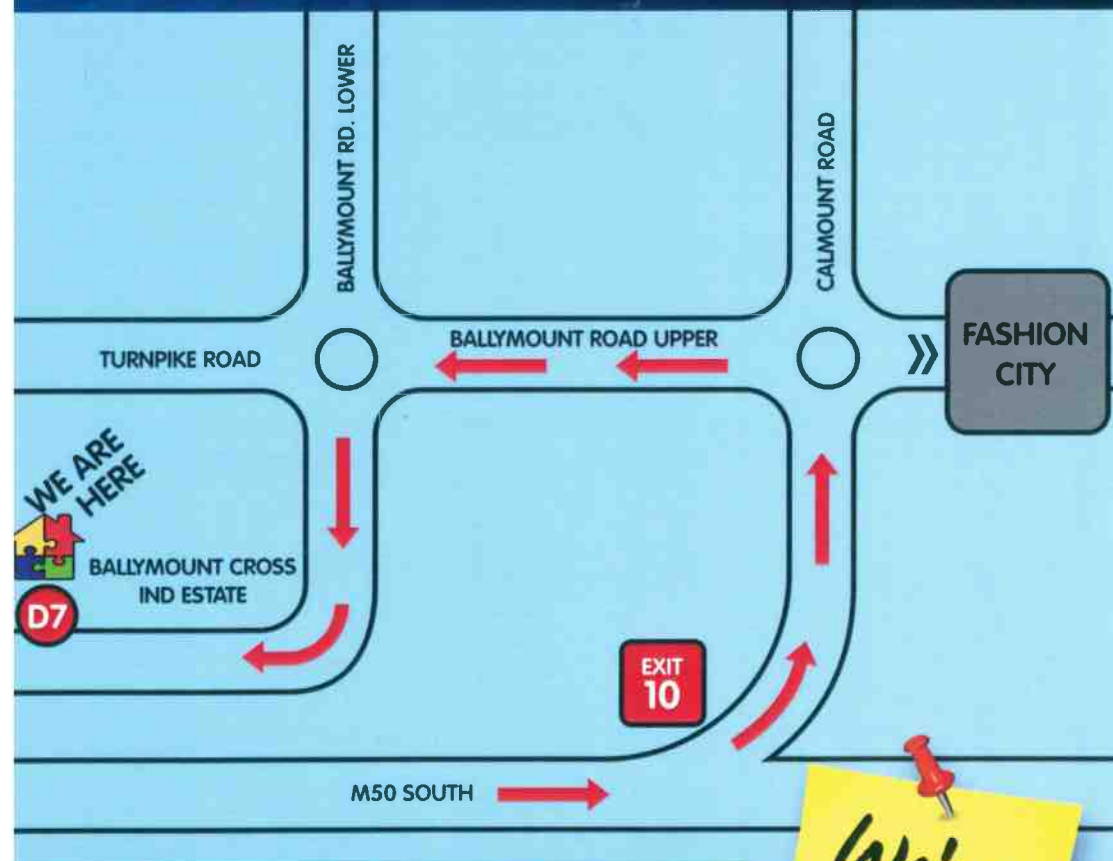 BALLYMOUNT RD. LOWER
CALMOUNT ROAD
TURNPIKE ROAD
BALLYMOUNT ROAD UPPER
FASHION
CITY
WE ARE
HERE
BALLYMOUNT CROSS
IND ESTATE
D7
EXIT
10
M50 SOUTH